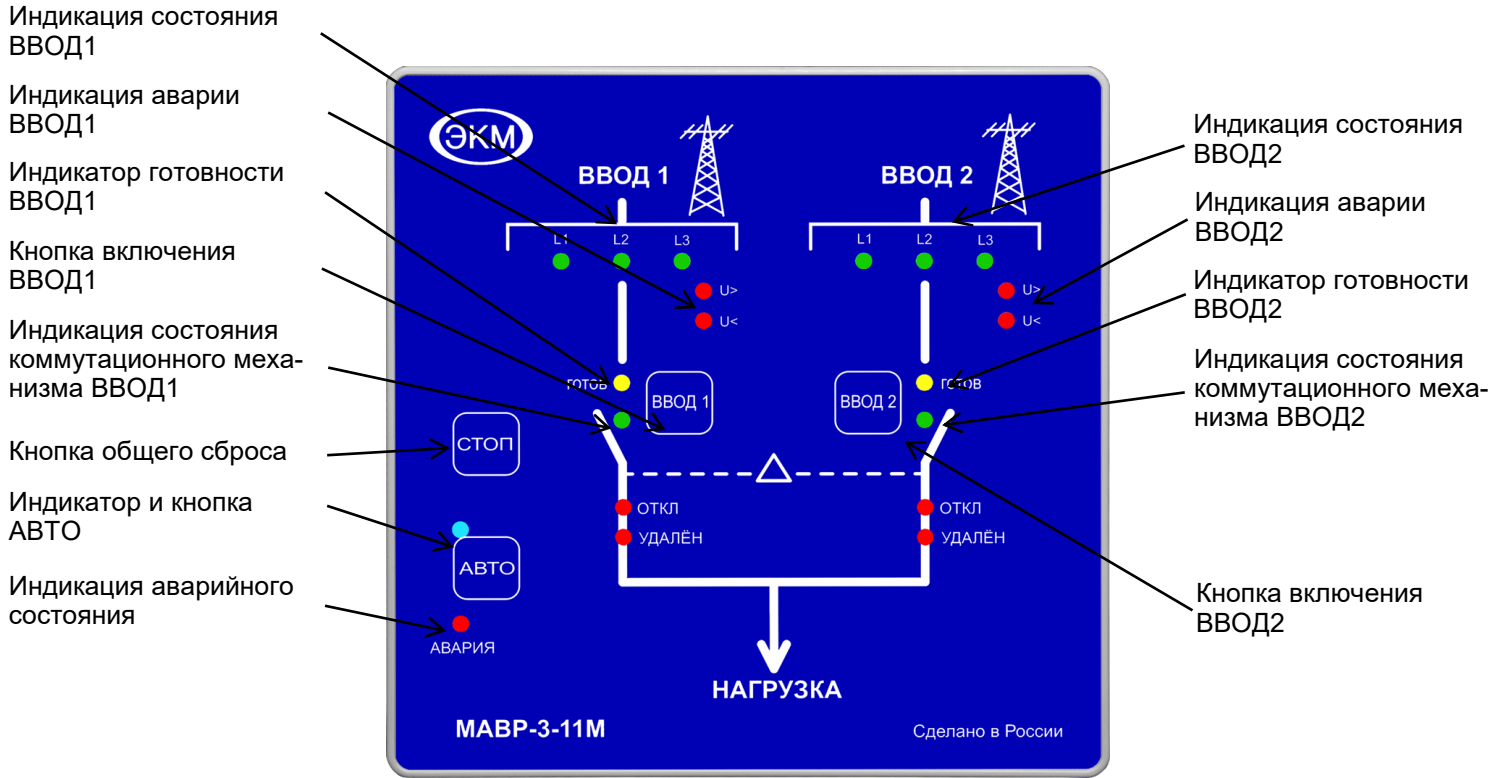 Индикация состояния
ВВОД1
Индикация аварии
ВВОД1
Индикатор готовности
ВВОД1
Кнопка включения
ВВОД1
Индикация состояния
коммутационного меха-
низма ВВОД1
Кнопка общего сброса
Индикатор и кнопка
АВТО
Индикация аварийного
состояния
ЭКМ
ВВОД 1
ВВОД 2
L1 L2 L3
L1 L2 L3
U>
U<
U>
U<
ГОТОВ
ВВОД 1
ВВОД 2
ГОТОВ
СТОП
ОТКЛ
УДАЛЁН
ОТКЛ
УДАЛЁН
АВТО
АВАРИЯ
НАГРУЗКА
МАВР-3-11М
Сделано в России
Индикация состояния
ВВОД2
Индикация аварии
ВВОД2
Индикатор готовности
ВВОД2
Индикация состояния
коммутационного меха-
низма ВВОД2
Кнопка включения
ВВОД2